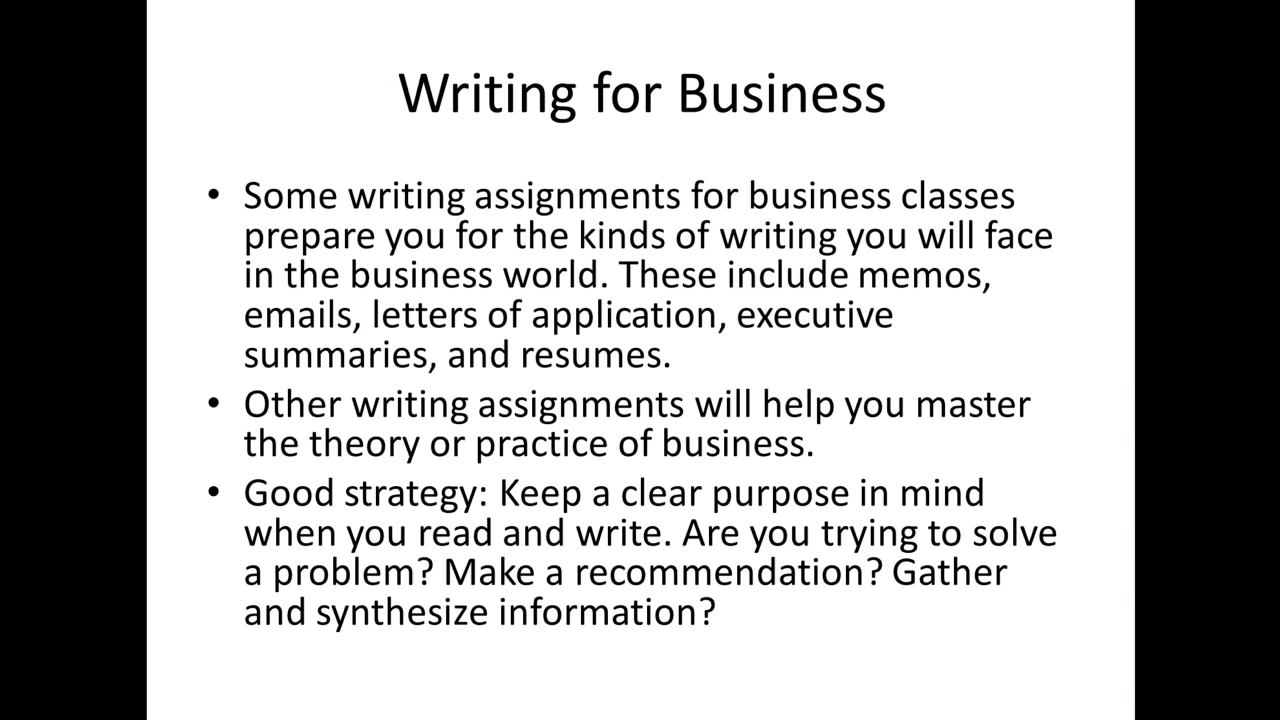 Writing for Business
• Some writing assignments for business classes
prepare you for the kinds of writing you will face
in the business world. These include memos,
emails, letters of application, executive
summaries, and resumes.
• Other writing assignments will help you master
the theory or practice of business.
• Good strategy: Keep a clear purpose in mind
when you read and write. Are you trying to solve
a problem? Make a recommendation? Gather
and synthesize information?